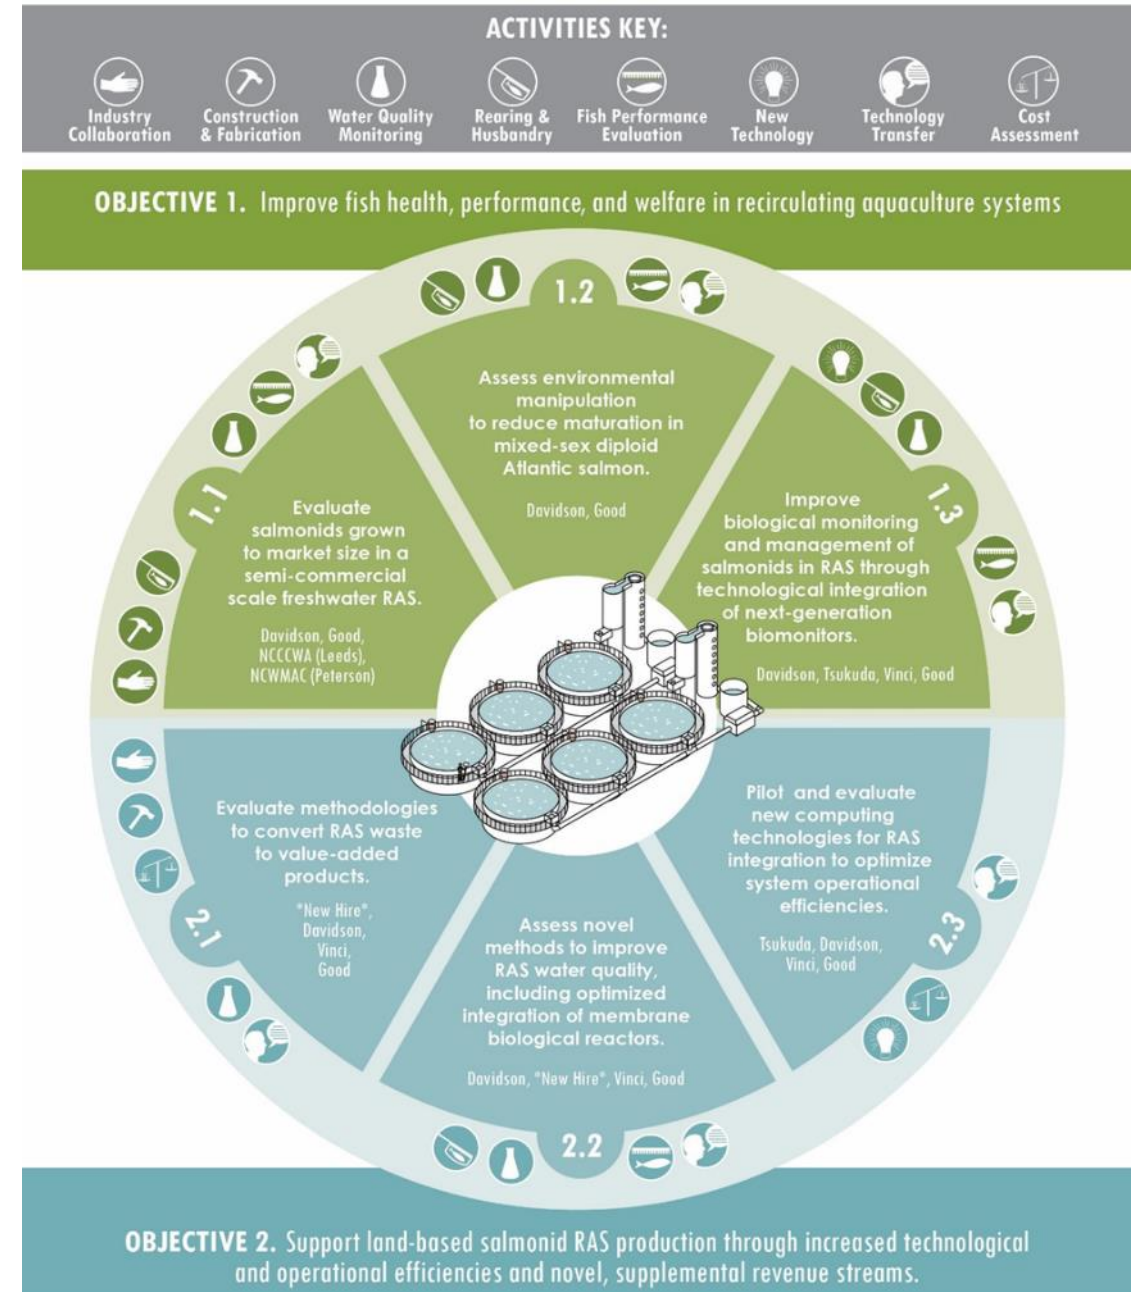 ACTIVITIES KEY:
Industry
Collaboration
Construction
& Fabrication
Water Quality
Monitoring
Rearing &
Husbandry
Fish Performance
Evaluation
New
Technology
Technology
Transfer
Cost
Assessment
OBJECTIVE 1. Improve fish health, performance, and welfare in recirculating aquaculture systems
1.1
Evaluate
salmonids grown
to market size in a
semi-commercial
scale freshwater RAS.
Davidson, Good,
NCCCWA (Leeds),
NCWMAC (Peterson)
1.2
Assess environmental
manipulation
to reduce maturation in
mixed-sex diploid
Atlantic salmon.
Davidson, Good
1.3
Improve
biological monitoring
and management of
salmonids in RAS through
technological integration
of next-generation
biomonitors.
Davidson, Tsukuda, Vinci, Good
2.1
Evaluate methodologies
to convert RAS waste
to value-added
products.
*New Hire*,
Davidson,
Vinci,
Good
2.2
Assess novel
methods to improve
RAS water quality,
including optimized
integration of membrane
biological reactors.
Davidson, *New Hire*, Vinci, Good
2.3
Pilot and evaluate
new computing
technologies for RAS
integration to optimize
system operational
efficiencies.
Tsukuda, Davidson,
Vinci, Good
OBJECTIVE 2. Support land-based salmonid RAS production through increased technological
and operational efficiencies and novel, supplemental revenue streams.